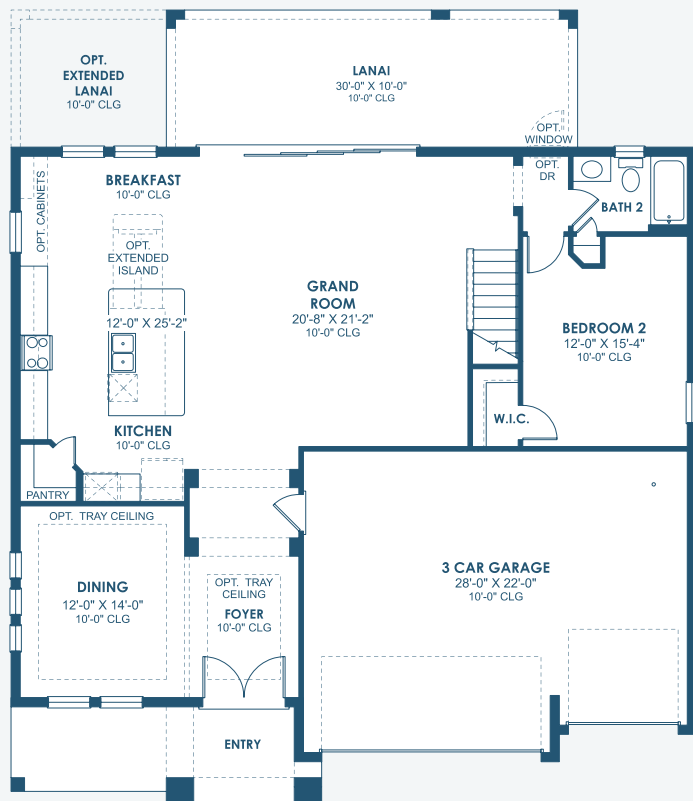 OPT.
EXTENDED
LANAI
10'-0" CLG
LANAI
30'-0" X 10'-0"
10'-0" CLG
OPT.
WINDOW
OPT.
DR
BREAKFAST
10'-0" CLG
OPT. CABINETS
BATH 2
OPT.
EXTENDED
ISLAND
GRAND
ROOM
20'-8" X 21'-2"
10'-0" CLG
12'-0" X 25'-2"
BEDROOM 2
12'-0" X 15'-4"
10'-0" CLG
W.I.C.
KITCHEN
10'-0" CLG
PANTRY
OPT. TRAY CEILING
DINING
12'-0" X 14'-0"
10'-0" CLG
OPT. TRAY
CEILING
FOYER
10'-0" CLG
3 CAR GARAGE
28'-0" X 22'-0"
10'-0" CLG
ENTRY